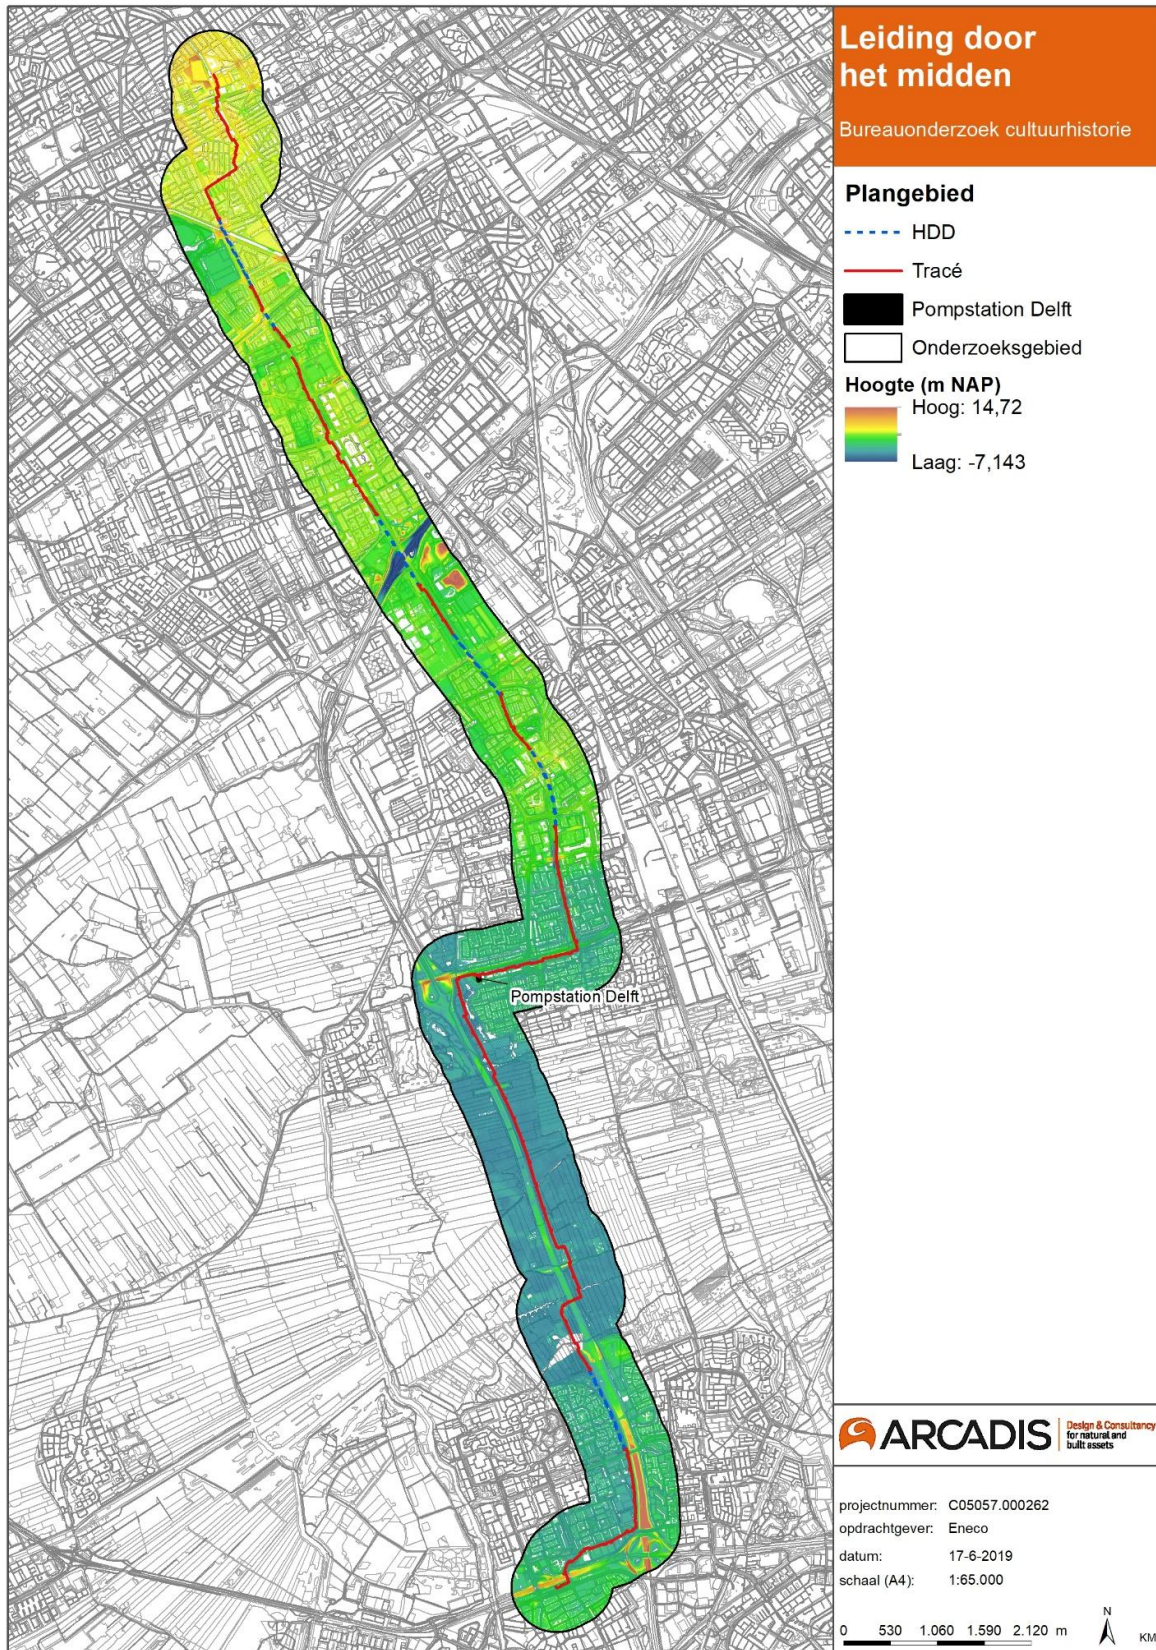 Leiding door
het midden
Bureauonderzoek cultuurhistorie
Plangebied
HDD
Tracé
Pompstation Delft
Onderzoeksgebied
Hoogte (m NAP)
Hoog: 14,72
Laag: -7,143
Pompstation Delft
ARCADIS
Design & Consultancy
for natural and
built assets
projectnummer: C05057.000262
opdrachtgever: Eneco
datum: 17-6-2019
schaal (A4): 1:65.000
0 530 1.060 1.590 2.120 m
N
KM